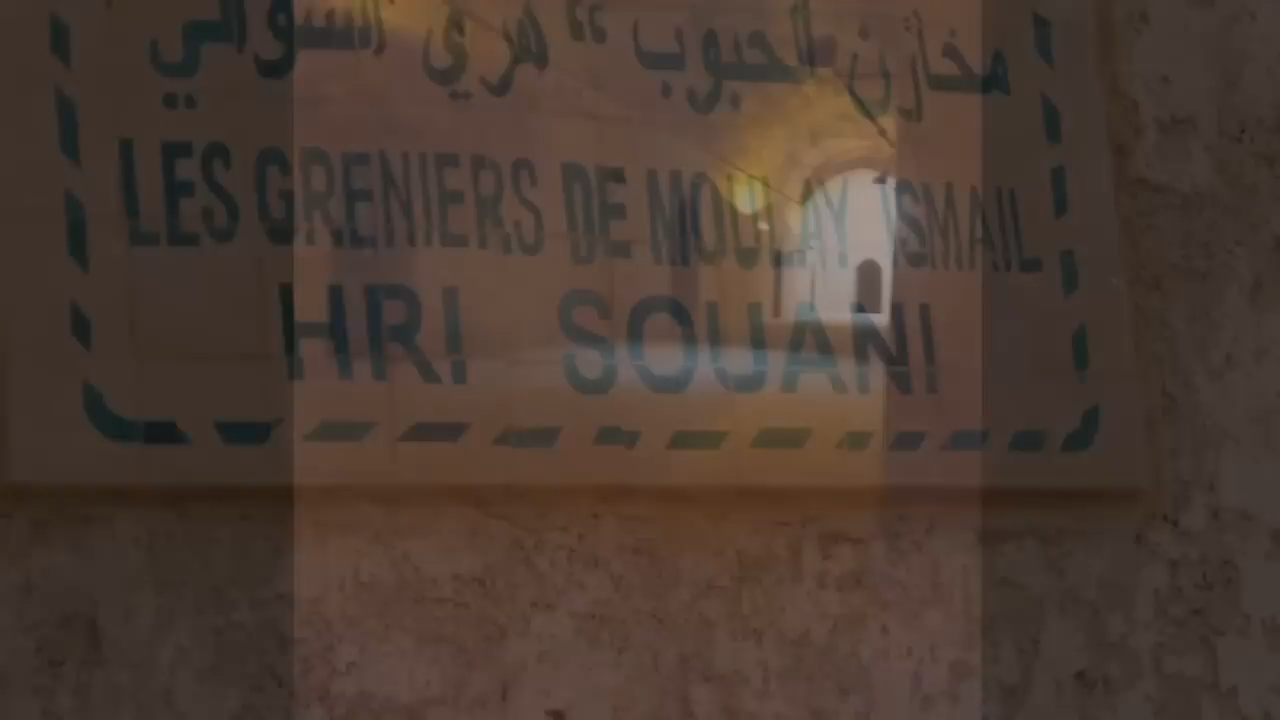 مخازن الحبوب " هري السواني
LES GRENIERS DE MOULAY ISMAIL
HRI SOUANI